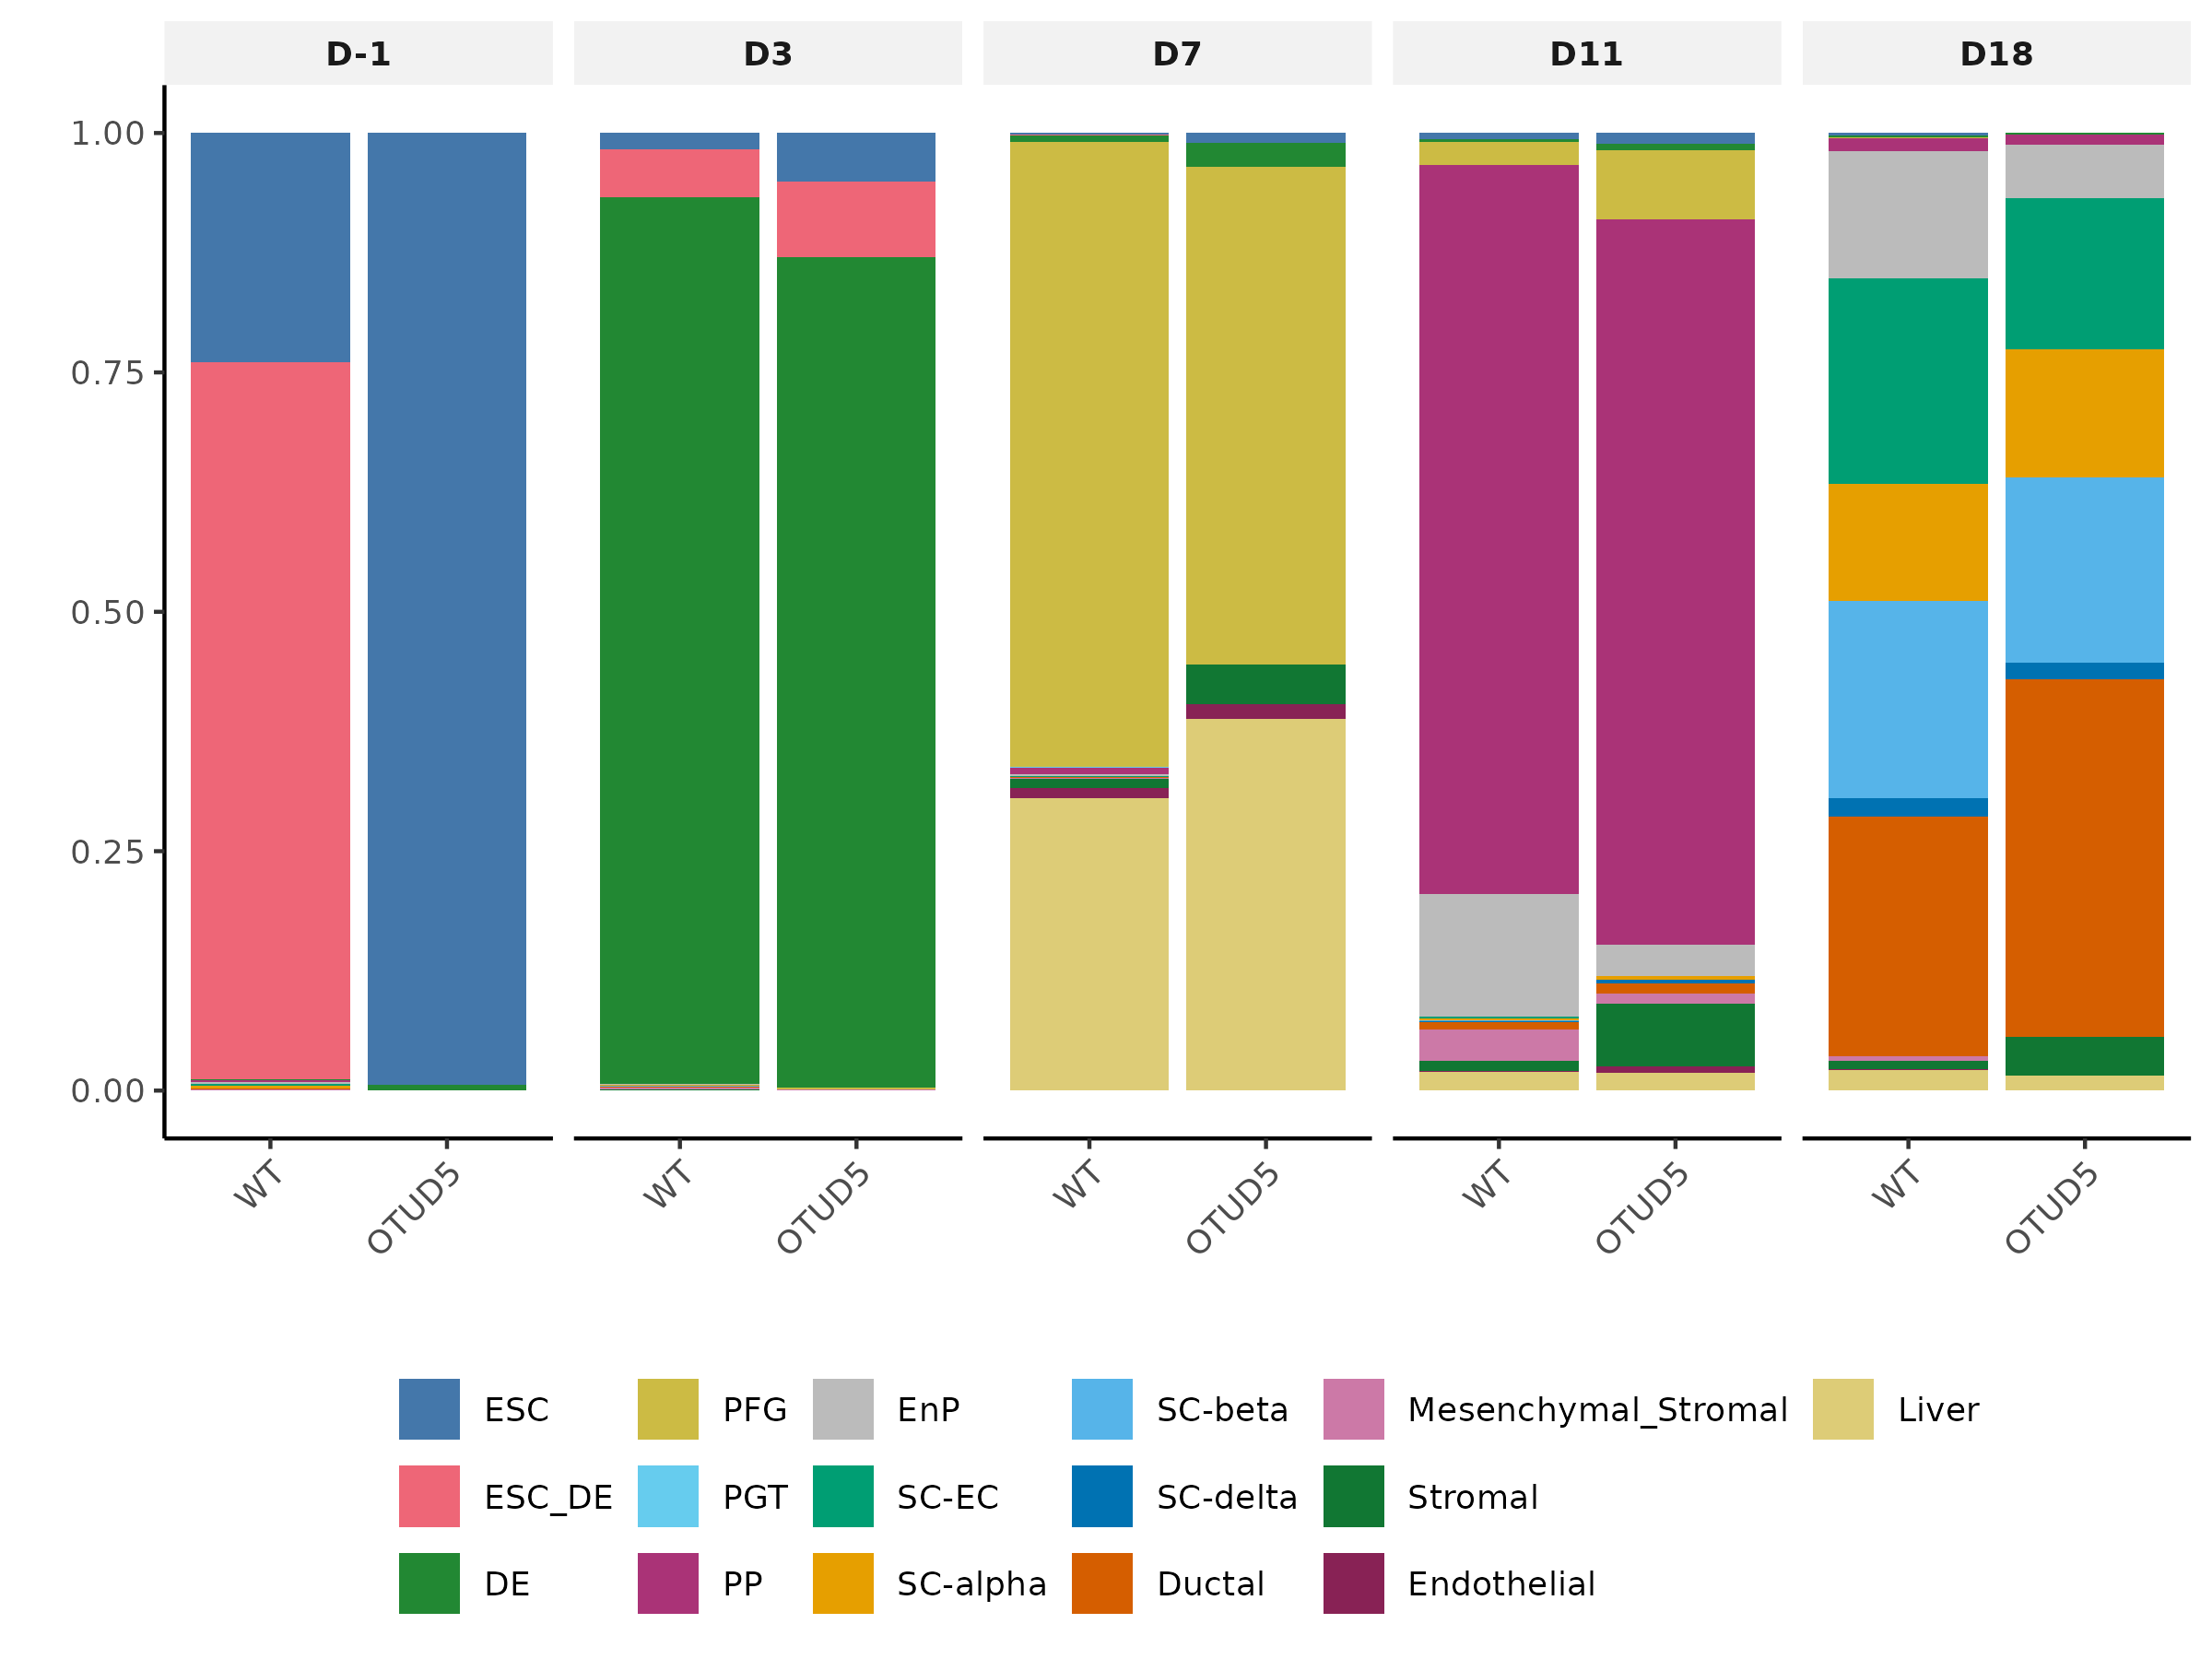 D-1 D3 D7 D11 D18
1.00
0.75
0.50
0.25
0.00
WT OTUD5 WT OTUD5 WT OTUD5 WT OTUD5 WT OTUD5
ESC PFG EnP SC-beta Mesenchymal_Stromal Liver
ESC_DE PGT SC-EC SC-delta Stromal
DE PP SC-alpha Ductal Endothelial